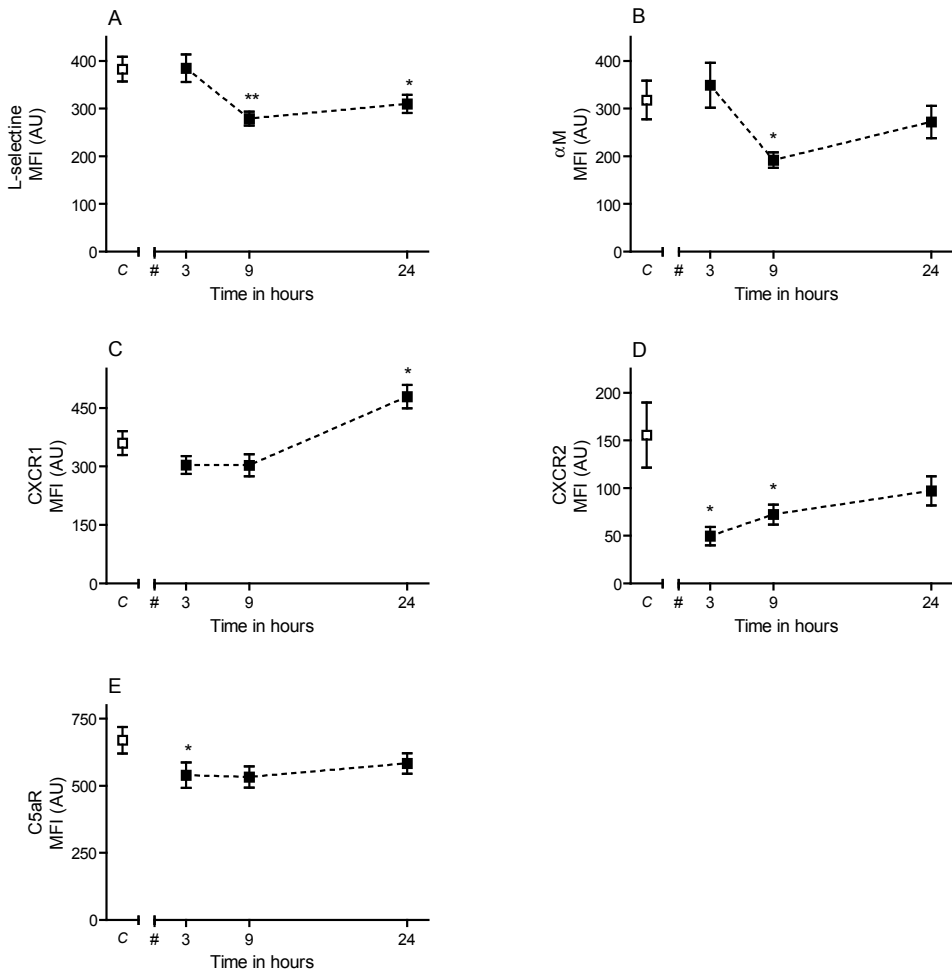 A
L-selectine
MFI (AU)
400
300
200
100
0
**
*
C # 3 9 24
Time in hours
B
αM
MFI (AU)
400
300
200
100
0
*
C # 3 9 24
Time in hours
C
CXCR1
MFI (AU)
450
300
150
0
*
C # 3 9 24
Time in hours
D
CXCR2
MFI (AU)
200
150
100
50
0
* *
C # 3 9 24
Time in hours
E
C5aR
MFI (AU)
750
500
250
0
*
C # 3 9 24
Time in hours